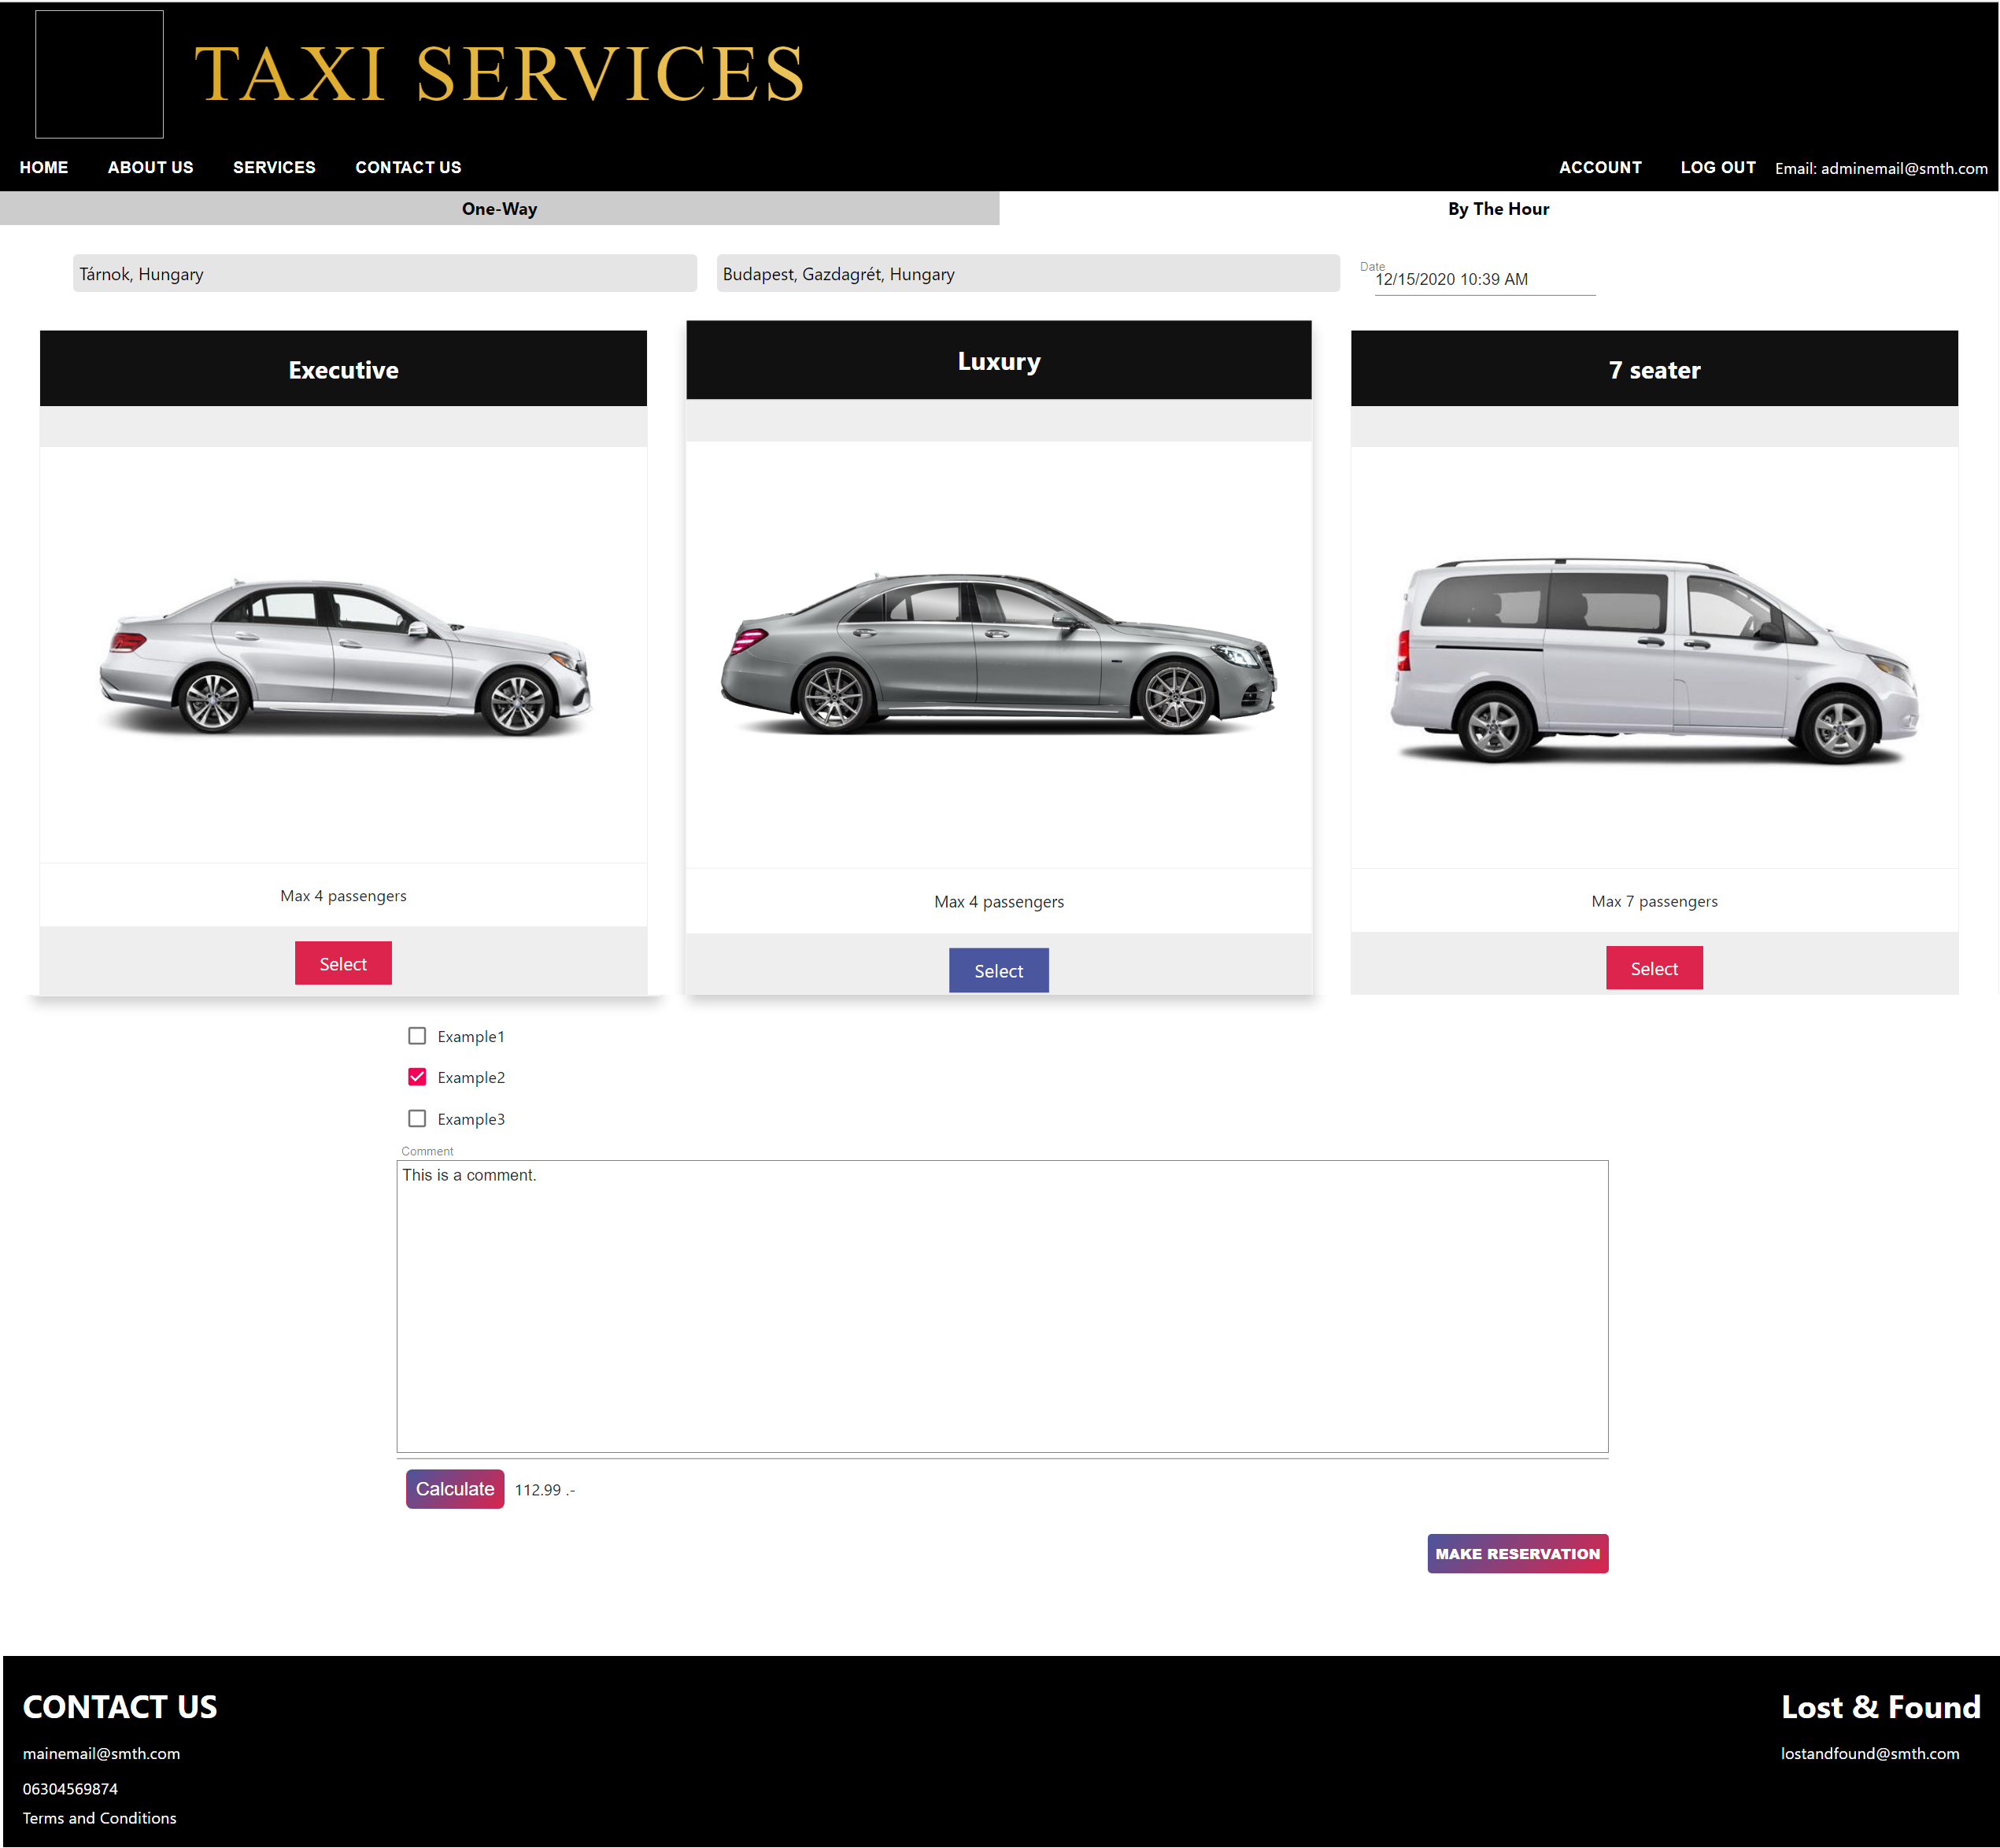 TAXI SERVICES
HOME ABOUT US SERVICES CONTACT US ACCOUNT LOG OUT Email: adminemail@smth.com
One-Way By The Hour
Date
Tárnok, Hungary Budapest, Gazdagrét, Hungary 12/15/2020 10:39 AM
Executive Luxury 7 seater
Max 4 passengers Max 4 passengers Max 7 passengers
Select Select Select
Example1
Example2
Example3
Comment
This is a comment.
Calculate 112.99 .-
MAKE RESERVATION
CONTACT US Lost & Found
mainemail@smth.com lostandfound@smth.com
06304569874
Terms and Conditions